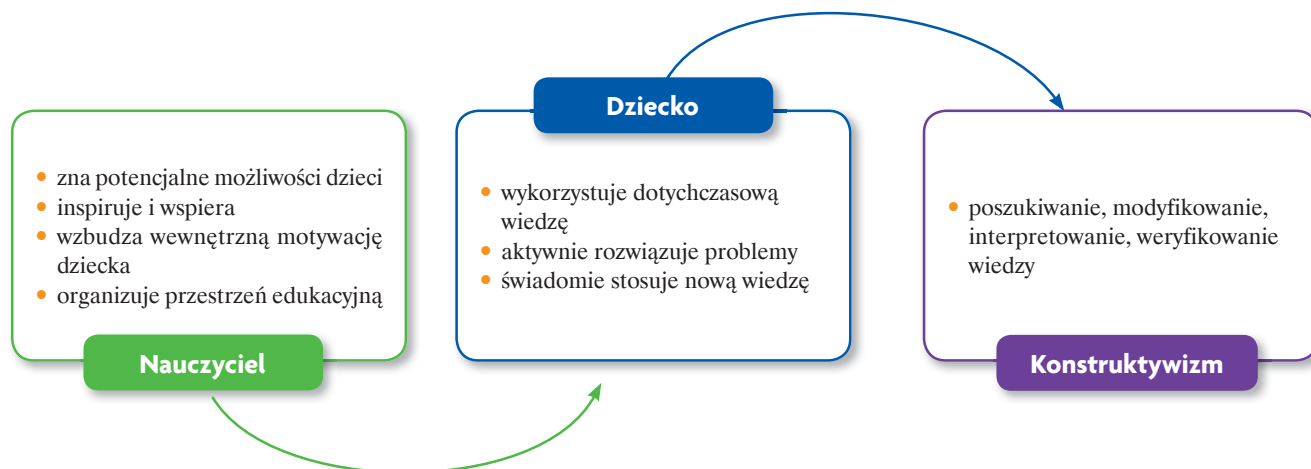 • zna potencjalne możliwości dzieci
• inspiruje i wspiera
• wzbudza wewnętrzną motywację
dziecka
• organizuje przestrzeń edukacyjną
Nauczyciel
Dziecko
• wykorzystuje dotychczasową
wiedzę
• aktywnie rozwiązuje problemy
• świadomie stosuje nową wiedzę
• poszukiwanie, modyfikowanie,
interpretowanie, weryfikowanie
wiedzy
Konstruktywizm